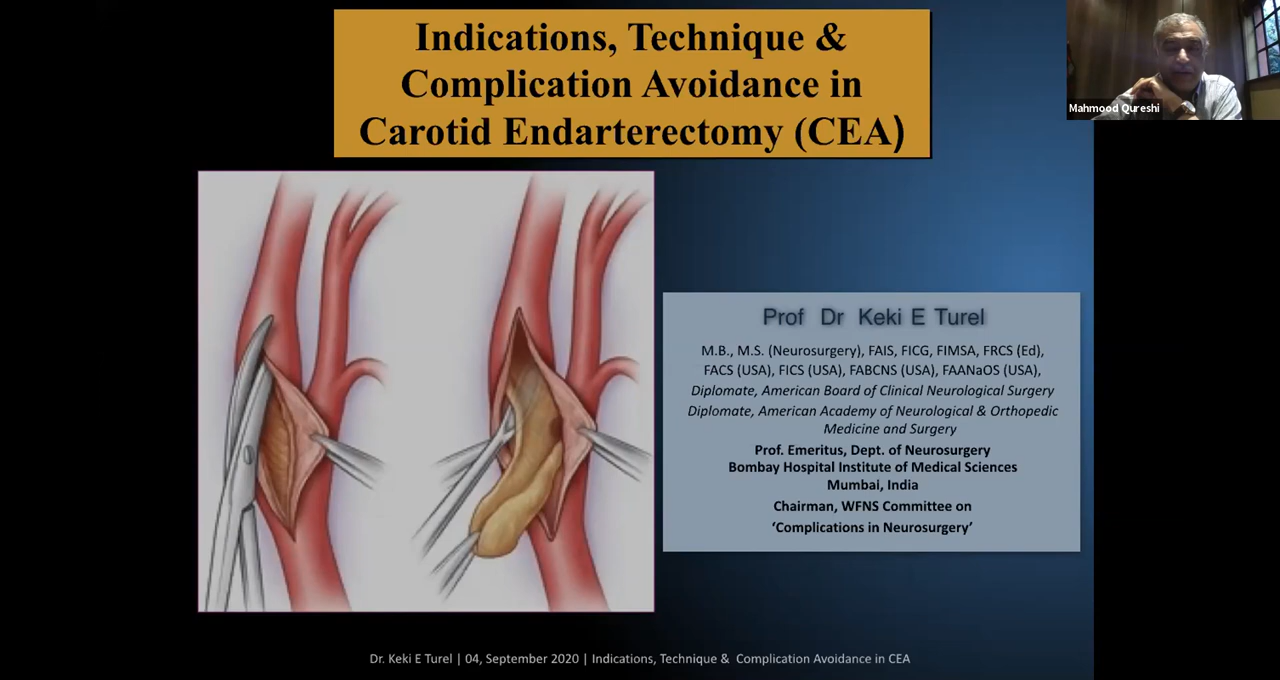 Indications, Technique &
Complication Avoidance in
Carotid Endarterectomy (CEA)
Mahmood Qureshi
Prof Dr Keki E Turel
M.B., M.S. (Neurosurgery), FAIS, FICG, FIMSA, FRCS (Ed),
FACS (USA), FICS (USA), FABCNS (USA), FAANaOS (USA),
Diplomate, American Board of Clinical Neurological Surgery
Diplomate, American Academy of Neurological & Orthopedic
Medicine and Surgery
Prof. Emeritus, Dept. of Neurosurgery
Bombay Hospital Institute of Medical Sciences
Mumbai, India
Chairman, WFNS Committee on
‘Complications in Neurosurgery’
Dr. Keki E Turel | 04, September 2020 | Indications, Technique & Complication Avoidance in CEA